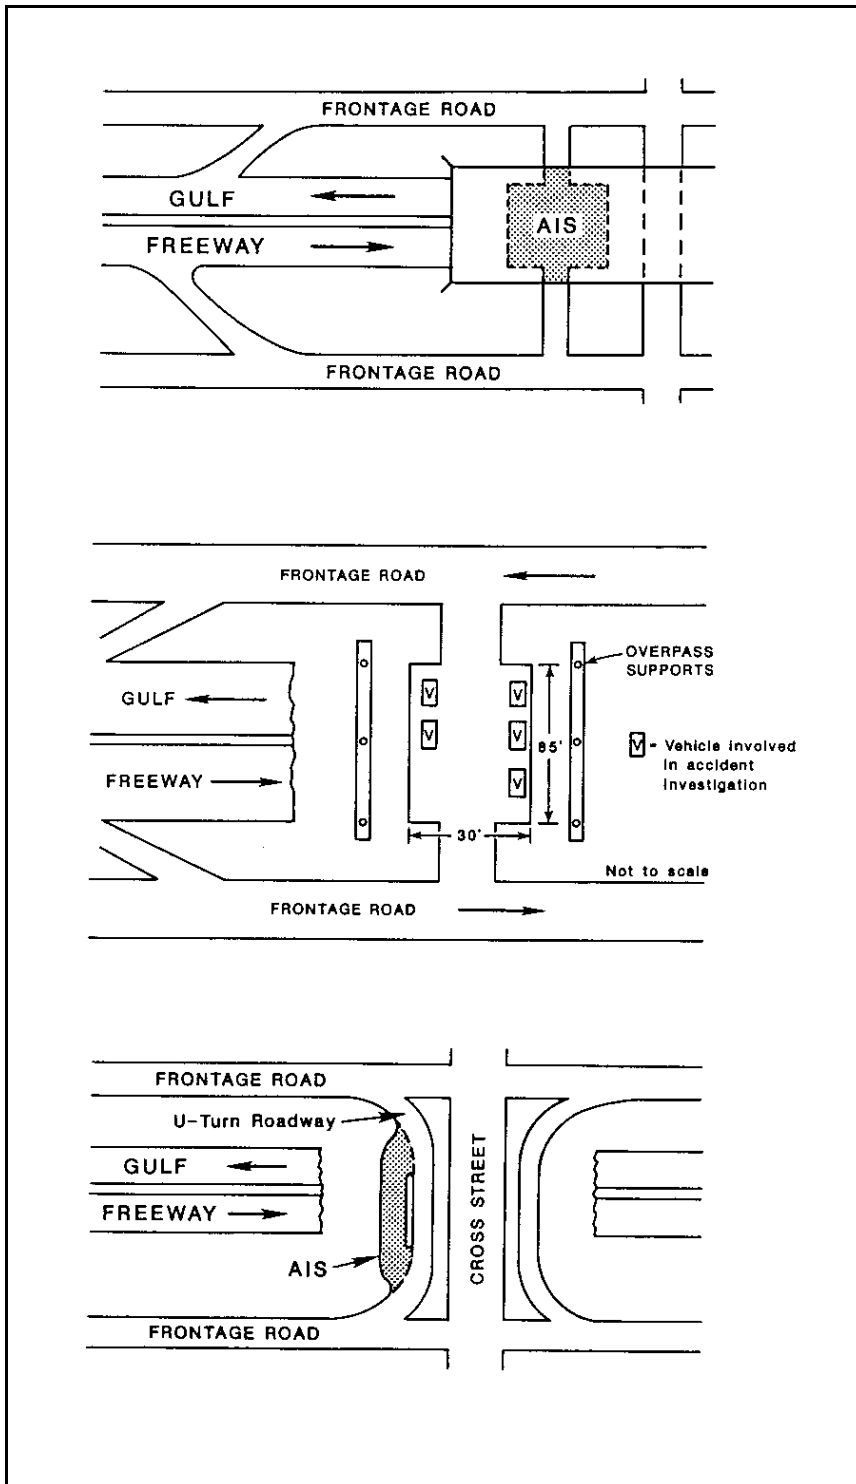 FRONTAGE ROAD
GULF
AIS
FREEWAY
FRONTAGE ROAD
FRONTAGE ROAD
OVERPASS
SUPPORTS
GULF
V
V
V
V
85'
V - Vehicle involved
in accident
investigation
FREEWAY
V
30'
Not to scale
FRONTAGE ROAD
FRONTAGE ROAD
U-Turn Roadway
GULF
FREEWAY
CROSS STREET
AIS
FRONTAGE ROAD